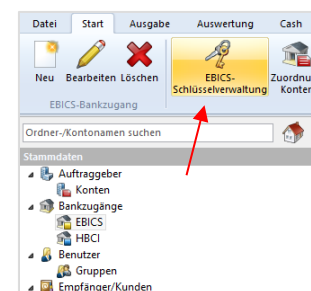 Datei Start Ausgabe Auswertung Cash
Neu Bearbeiten Löschen EBICS- Zuordnu
Schlüsselverwaltung Konten
EBICS-Bankzugang
Ordner-/Kontonamen suchen
Stammdaten
Auftraggeber
Konten
Bankzugänge
EBICS
HBCI
Benutzer
Gruppen
Empfänger/Kunden